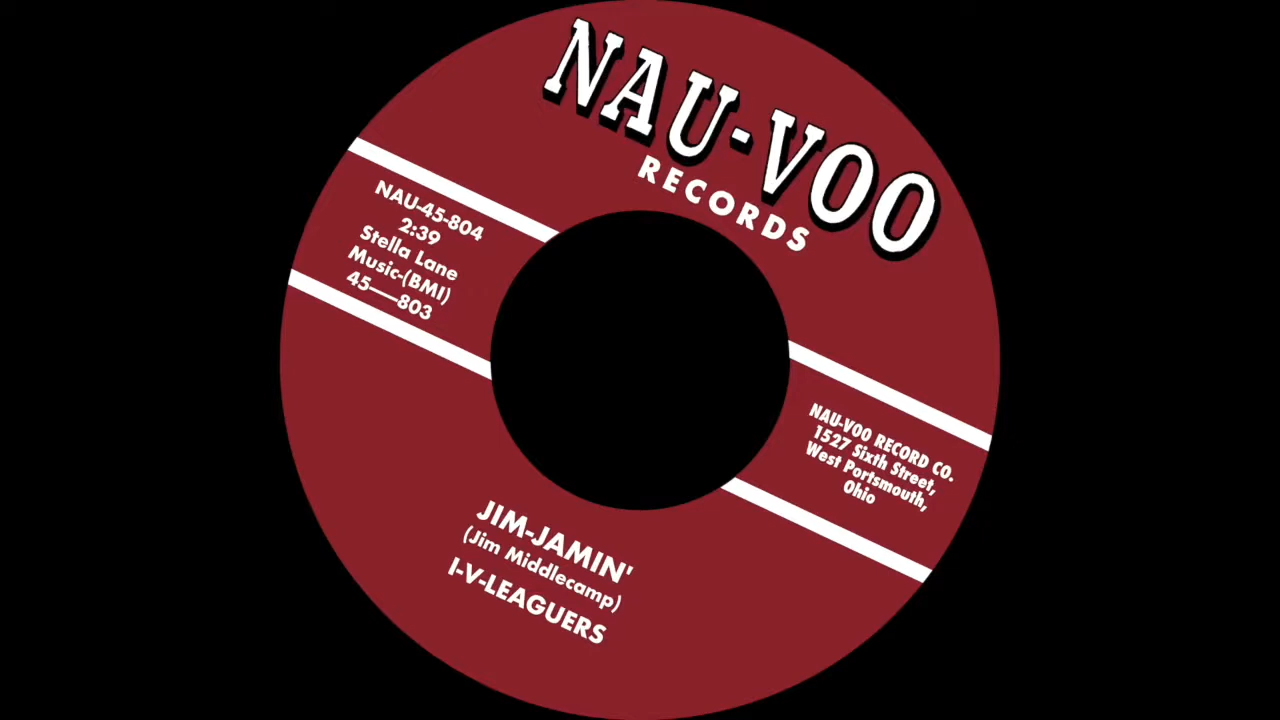 NAU-VOO
RECORDS
NAU-45-804
2:39
Stella Lane
Music-(BMI)
45—803
NAU-VOO RECORD CO.
1527 Sixth Street,
West Portsmouth,
Ohio
JIM-JAMIN'
(Jim Middlecamp)
I-V-LEAGUERS